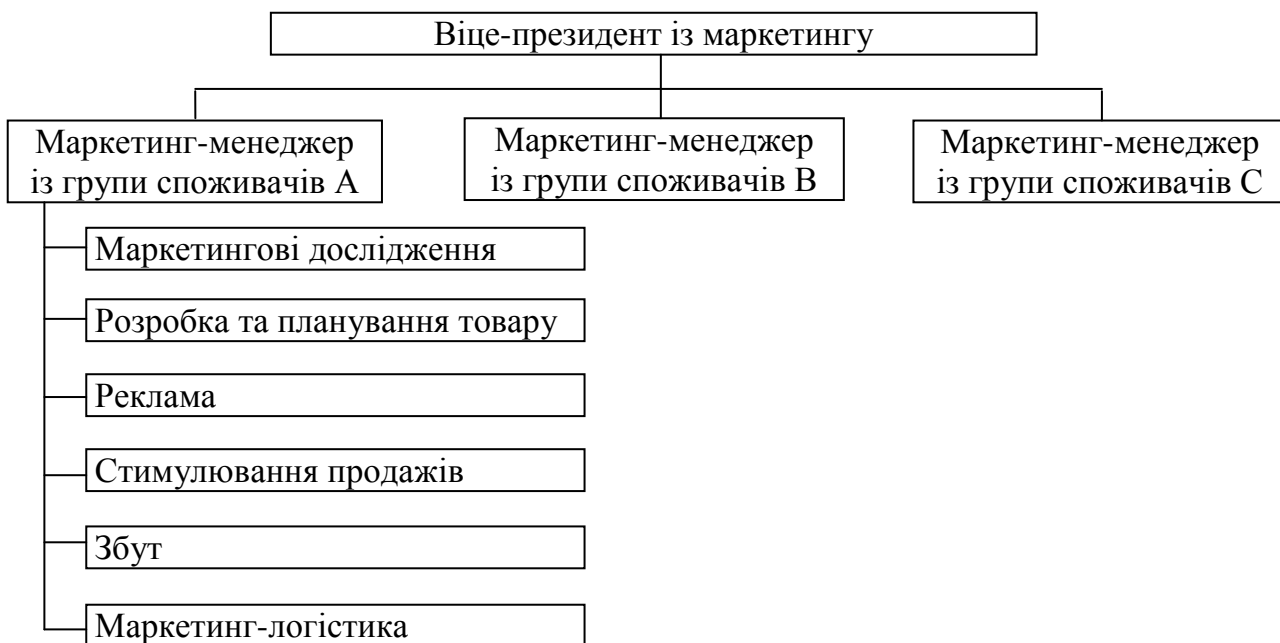 Віце-президент із маркетингу
Маркетинг-менеджер
із групи споживачів А
Маркетинг-менеджер
із групи споживачів В
Маркетинг-менеджер
із групи споживачів С
Маркетингові дослідження
Розробка та планування товару
Реклама
Стимулювання продажів
Збут
Маркетинг-логістика